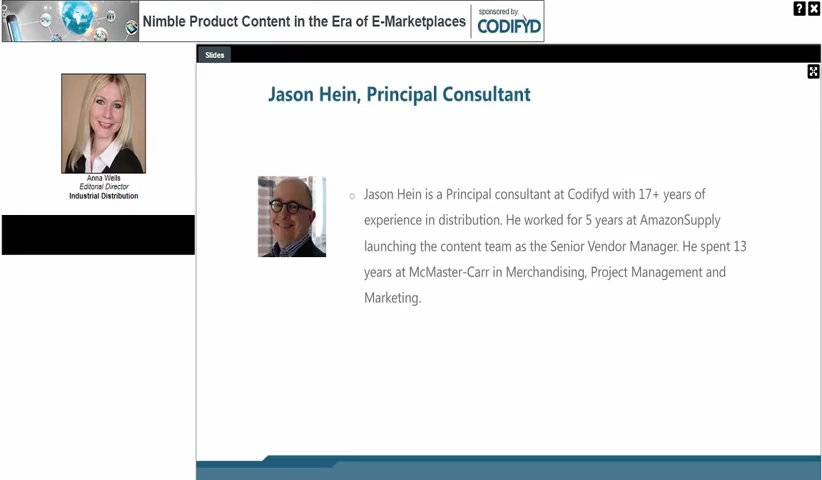 Nimble Product Content in the Era of E-Marketplaces
sponsored by:
CODIFYD
? X
Slides
Anna Wells
Editorial Director
Industrial Distribution
Jason Hein, Principal Consultant
Jason Hein is a Principal consultant at Codifyd with 17+ years of
experience in distribution. He worked for 5 years at AmazonSupply
launching the content team as the Senior Vendor Manager. He spent 13
years at McMaster-Carr in Merchandising, Project Management and
Marketing.